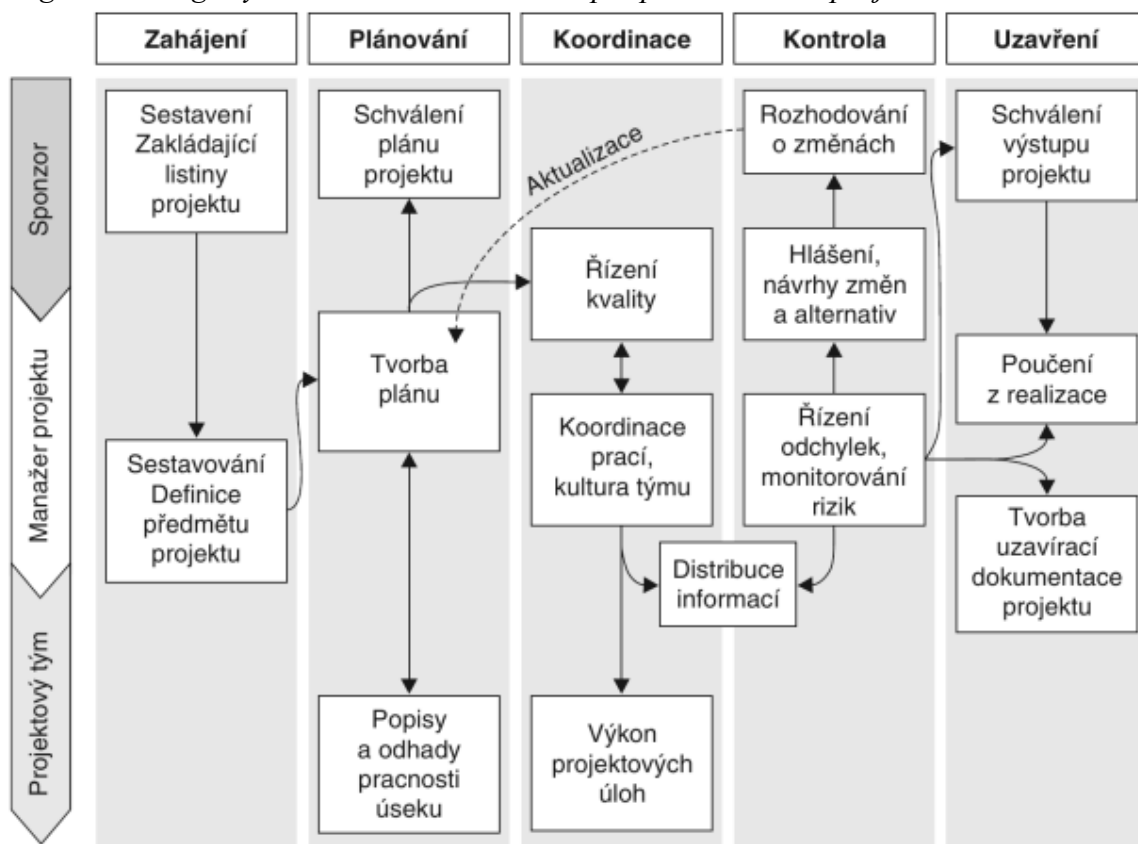 Zahájení
Plánování
Koordinace
Kontrola
Uzavření
Sponzor
Manažer projektu
Projektový tým
Sestavení
Zakládající
listiny
projektu
Sestavování
Definice
předmětu
projektu
Schválení
plánu
projektu
Tvorba
plánu
Popisy
a odhady
pracnosti
úseku
Aktualizace
Řízení
kvality
Koordinace
prací,
kultura týmu
Distribuce
informací
Výkon
projektových
úloh
Rozhodování
o změnách
Hlášení,
návrhy změn
a alternativ
Řízení
odchylek,
monitorování
rizik
Schválení
výstupu
projektu
Poučení
z realizace
Tvorba
uzavírací
dokumentace
projektu